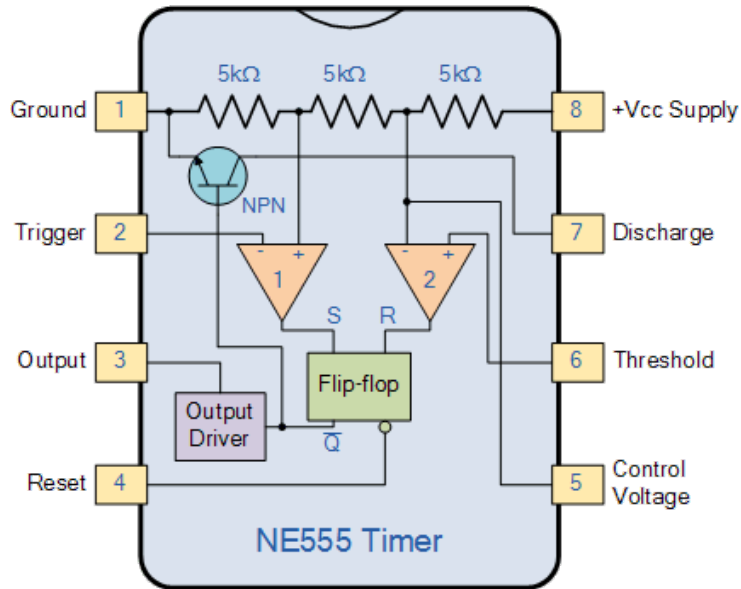 5kΩ 5kΩ 5kΩ
Ground 1 8 +Vcc Supply
NPN
Trigger 2 7 Discharge
- + - +
1 2
S R
Output 3 6 Threshold
Flip-flop
Output
Driver
Q̅
Reset 4 5 Control
Voltage
NE555 Timer